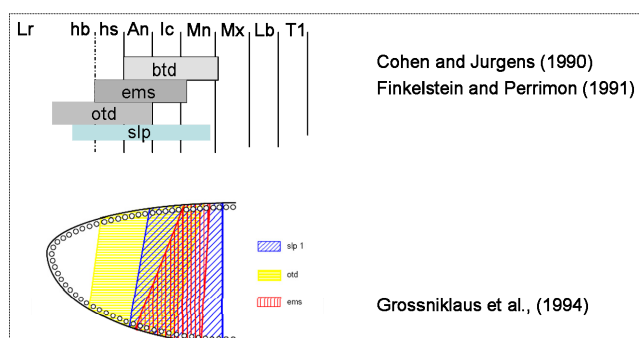 Lr hb hs An Ic Mn Mx Lb T1
btd
Cohen and Jurgens (1990)
ems
Finkelstein and Perrimon (1991)
otd
slp
slp 1
otd
ems
Grossniklaus et al., (1994)